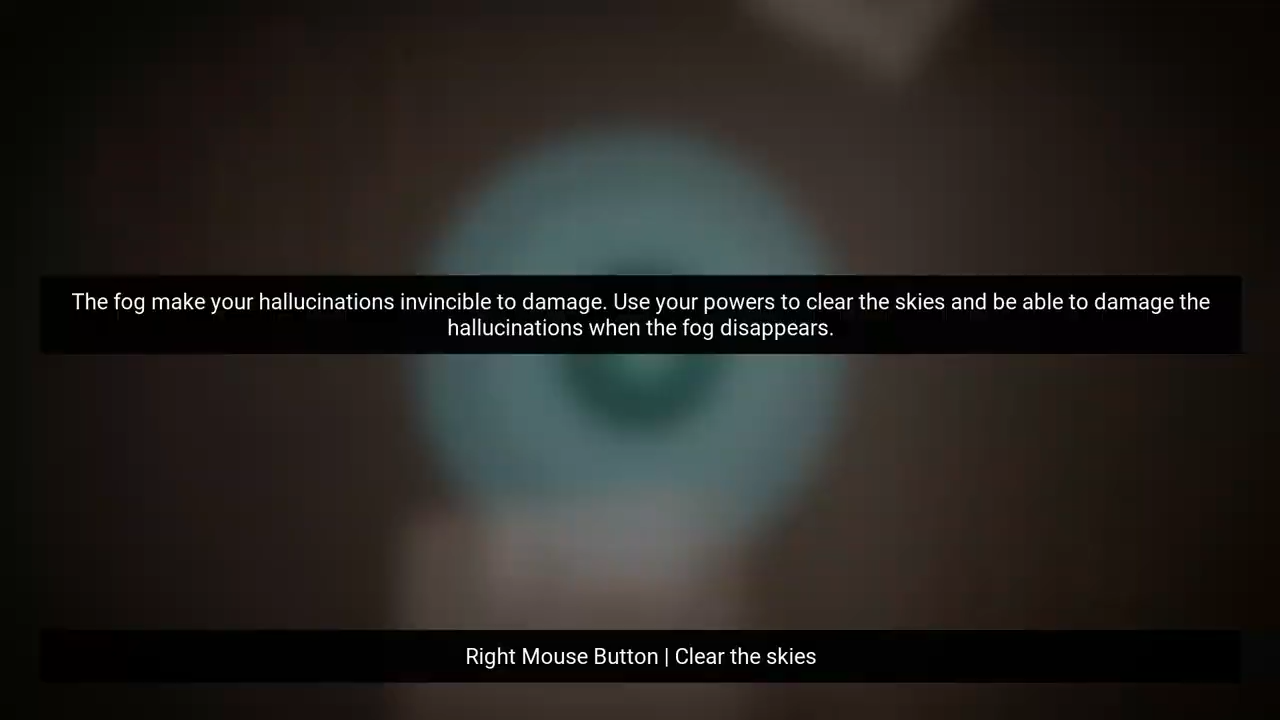 The fog make your hallucinations invincible to damage. Use your powers to clear the skies and be able to damage the
hallucinations when the fog disappears.
Right Mouse Button | Clear the skies